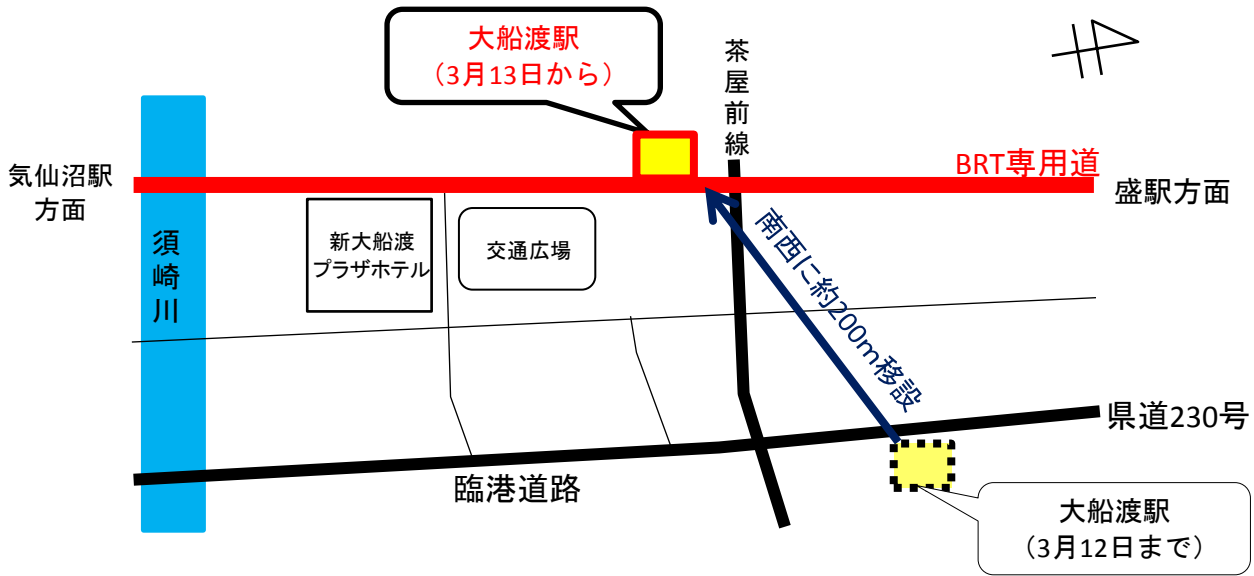 大船渡駅
（3月13日から）
茶屋前線
気仙沼駅
方面
BRT専用道
盛駅方面
須崎川
新大船渡
プラザホテル
交通広場
南西に約200m移設
県道230号
臨港道路
大船渡駅
（3月12日まで）